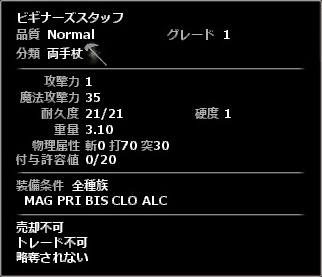 ビギナーズスタッフ
品質 Normal グレード 1
分類 両手杖
攻撃力 1
魔法攻撃力 35
耐久度 21/21 硬度 1
重量 3.10
物理属性 斬0 打70 突30
付与許容値 0/20
装備条件 全種族
MAG PRI BIS CLO ALC
売却不可
トレード不可
略奪されない